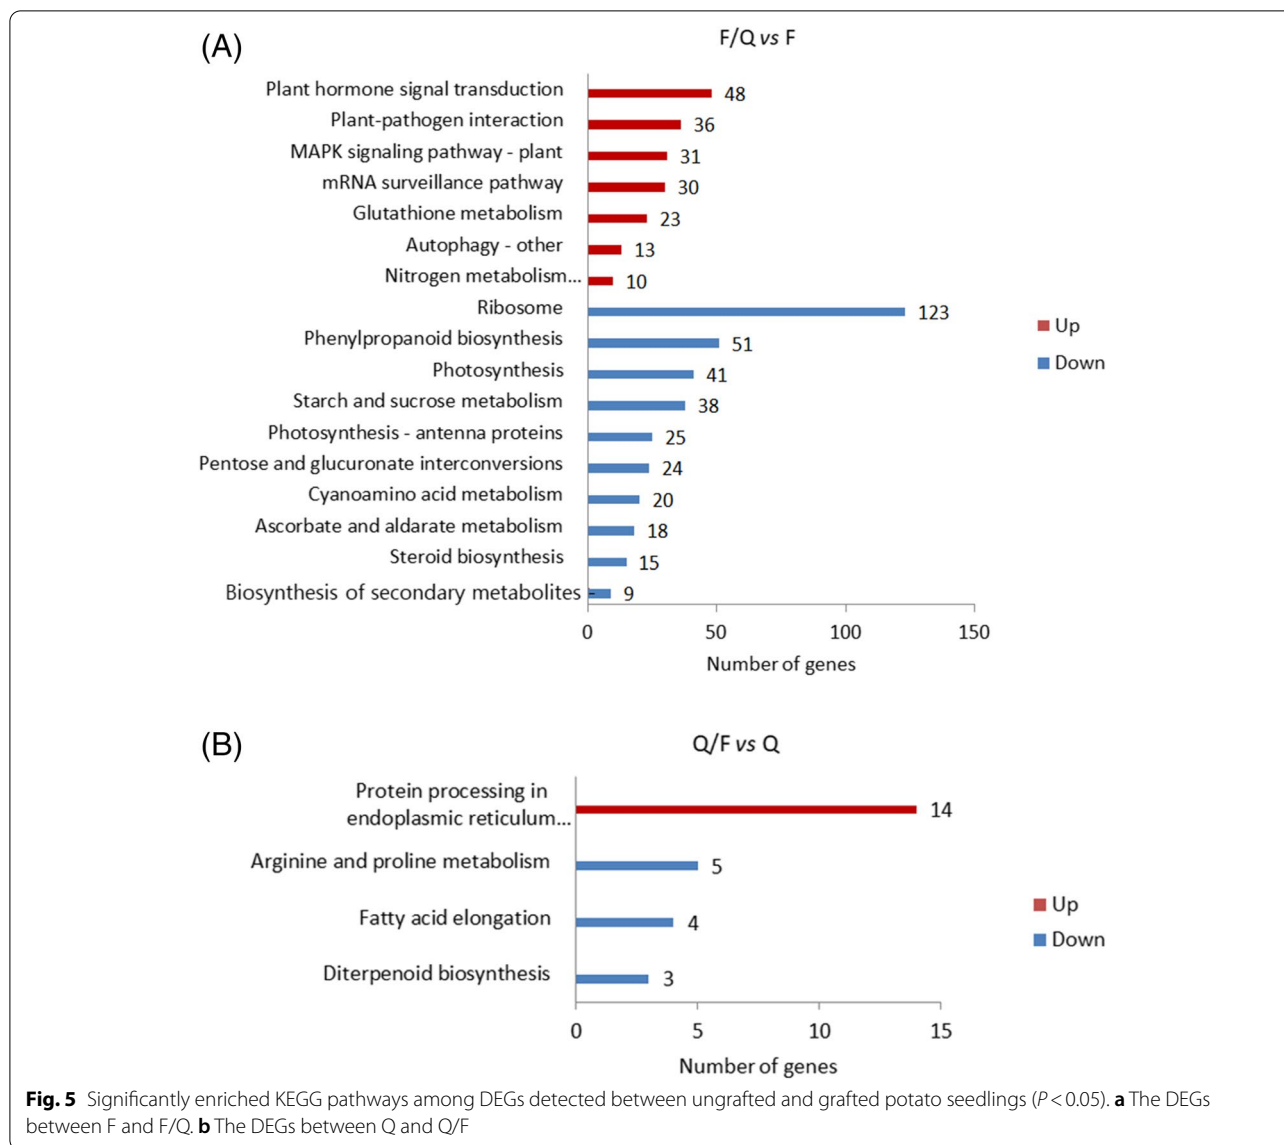 (A)
F/Q vs F
Plant hormone signal transduction 48
Plant-pathogen interaction 36
MAPK signaling pathway - plant 31
mRNA surveillance pathway 30
Glutathione metabolism 23
Autophagy - other 13
Nitrogen metabolism... 10
Ribosome 123
Phenylpropanoid biosynthesis 51
Photosynthesis 41
Starch and sucrose metabolism 38
Photosynthesis - antenna proteins 25
Pentose and glucuronate interconversions 24
Cyanoamino acid metabolism 20
Ascorbate and aldarate metabolism 18
Steroid biosynthesis 15
Biosynthesis of secondary metabolites 9
0 50 100 150
Number of genes
Up
Down
(B)
Q/F vs Q
Protein processing in
endoplasmic reticulum... 14
Arginine and proline metabolism 5
Fatty acid elongation 4
Diterpenoid biosynthesis 3
0 5 10 15
Number of genes
Up
Down
Fig. 5 Significantly enriched KEGG pathways among DEGs detected between ungrafted and grafted potato seedlings (P < 0.05). a The DEGs
between F and F/Q. b The DEGs between Q and Q/F